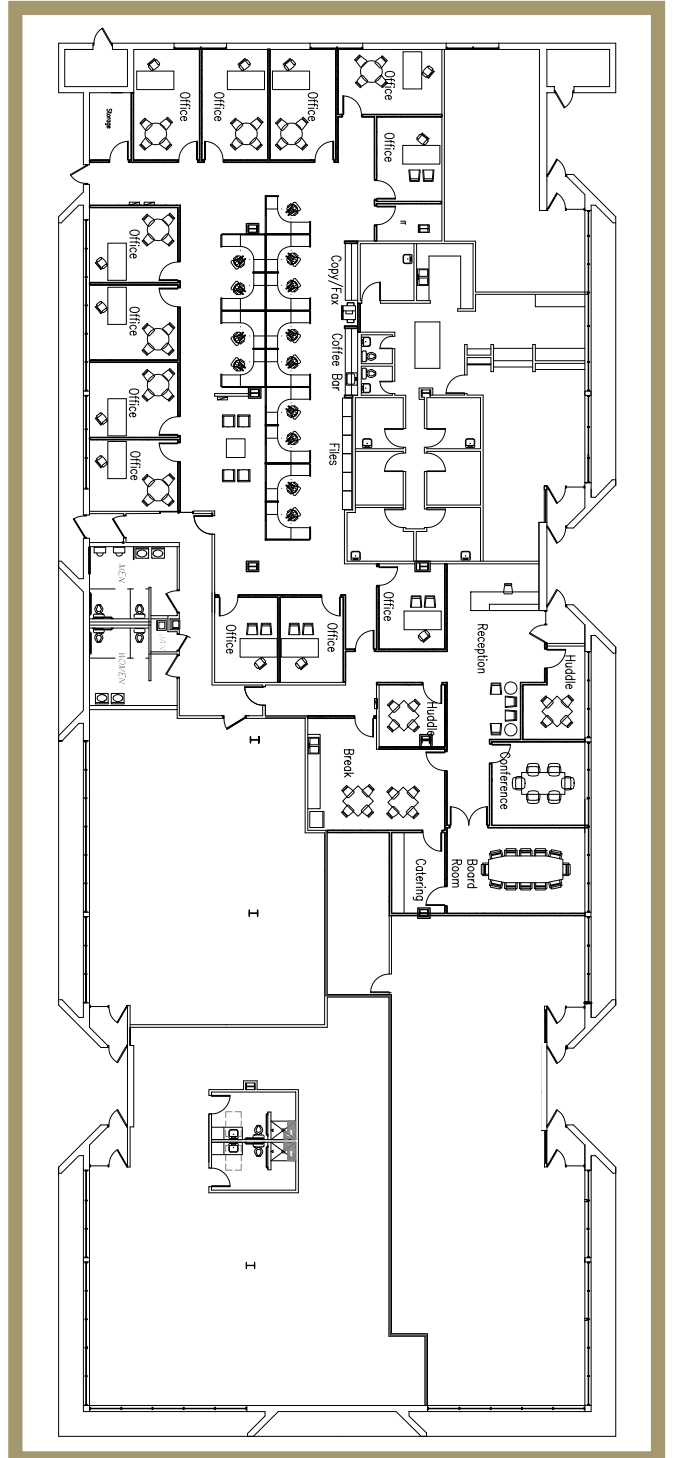 Office
Office
Office
Office
Storage
Office
IT
Office
Copy/Fax
Office
Coffee Bar
Office
Files
Office
MEN
JAN
WOMEN
Office
Office
Office
Reception
Huddle
Huddle
Break
Conference
Board
Room
Catering